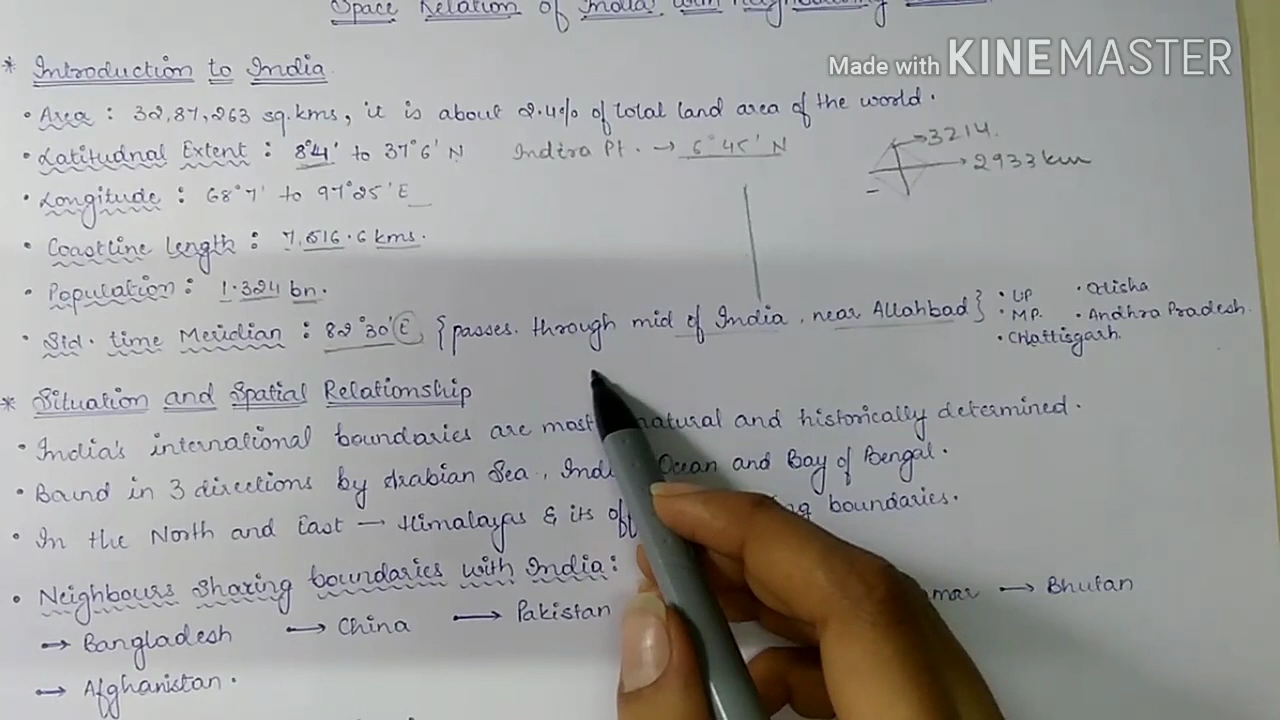 Space Relation of India with Neighbouring
Made with KINEMASTER
* Introduction to India
• Area : 32,87,263 sq.kms, it is about 2.4% of total land area of the world.
• Latitudnal Extent : 8°4' to 37°6' N Indira Pt. → 6°45' N
3214.
2933 km
• Longitude : 68°7' to 97°25' E
• Coastline length : 7,516.6 kms.
• Population : 1.324 bn.
• Std. time Meridian : 82°30' E {passes through mid of India, near Allahbad}
• UP • Odisha
• MP. • Andhra Pradesh.
• Chattisgarh.
* Situation and Spatial Relationship
• India's international boundaries are most natural and historically determined.
• Bound in 3 directions by Arabian Sea, Ocean and Bay of Bengal.
• In the North and East — Himalayas & its boundaries.
• Neighbours sharing boundaries with India :
→ Bangladesh → China → Pakistan → Bhutan
→ Afghanistan.